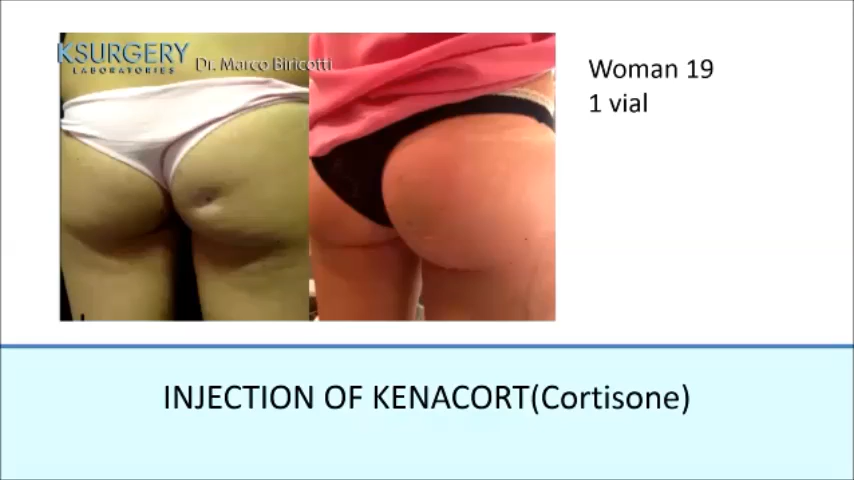 KSURGERY
LABORATORIES
Dr. Marco Biricotti
Woman 19
1 vial
INJECTION OF KENACORT(Cortisone)